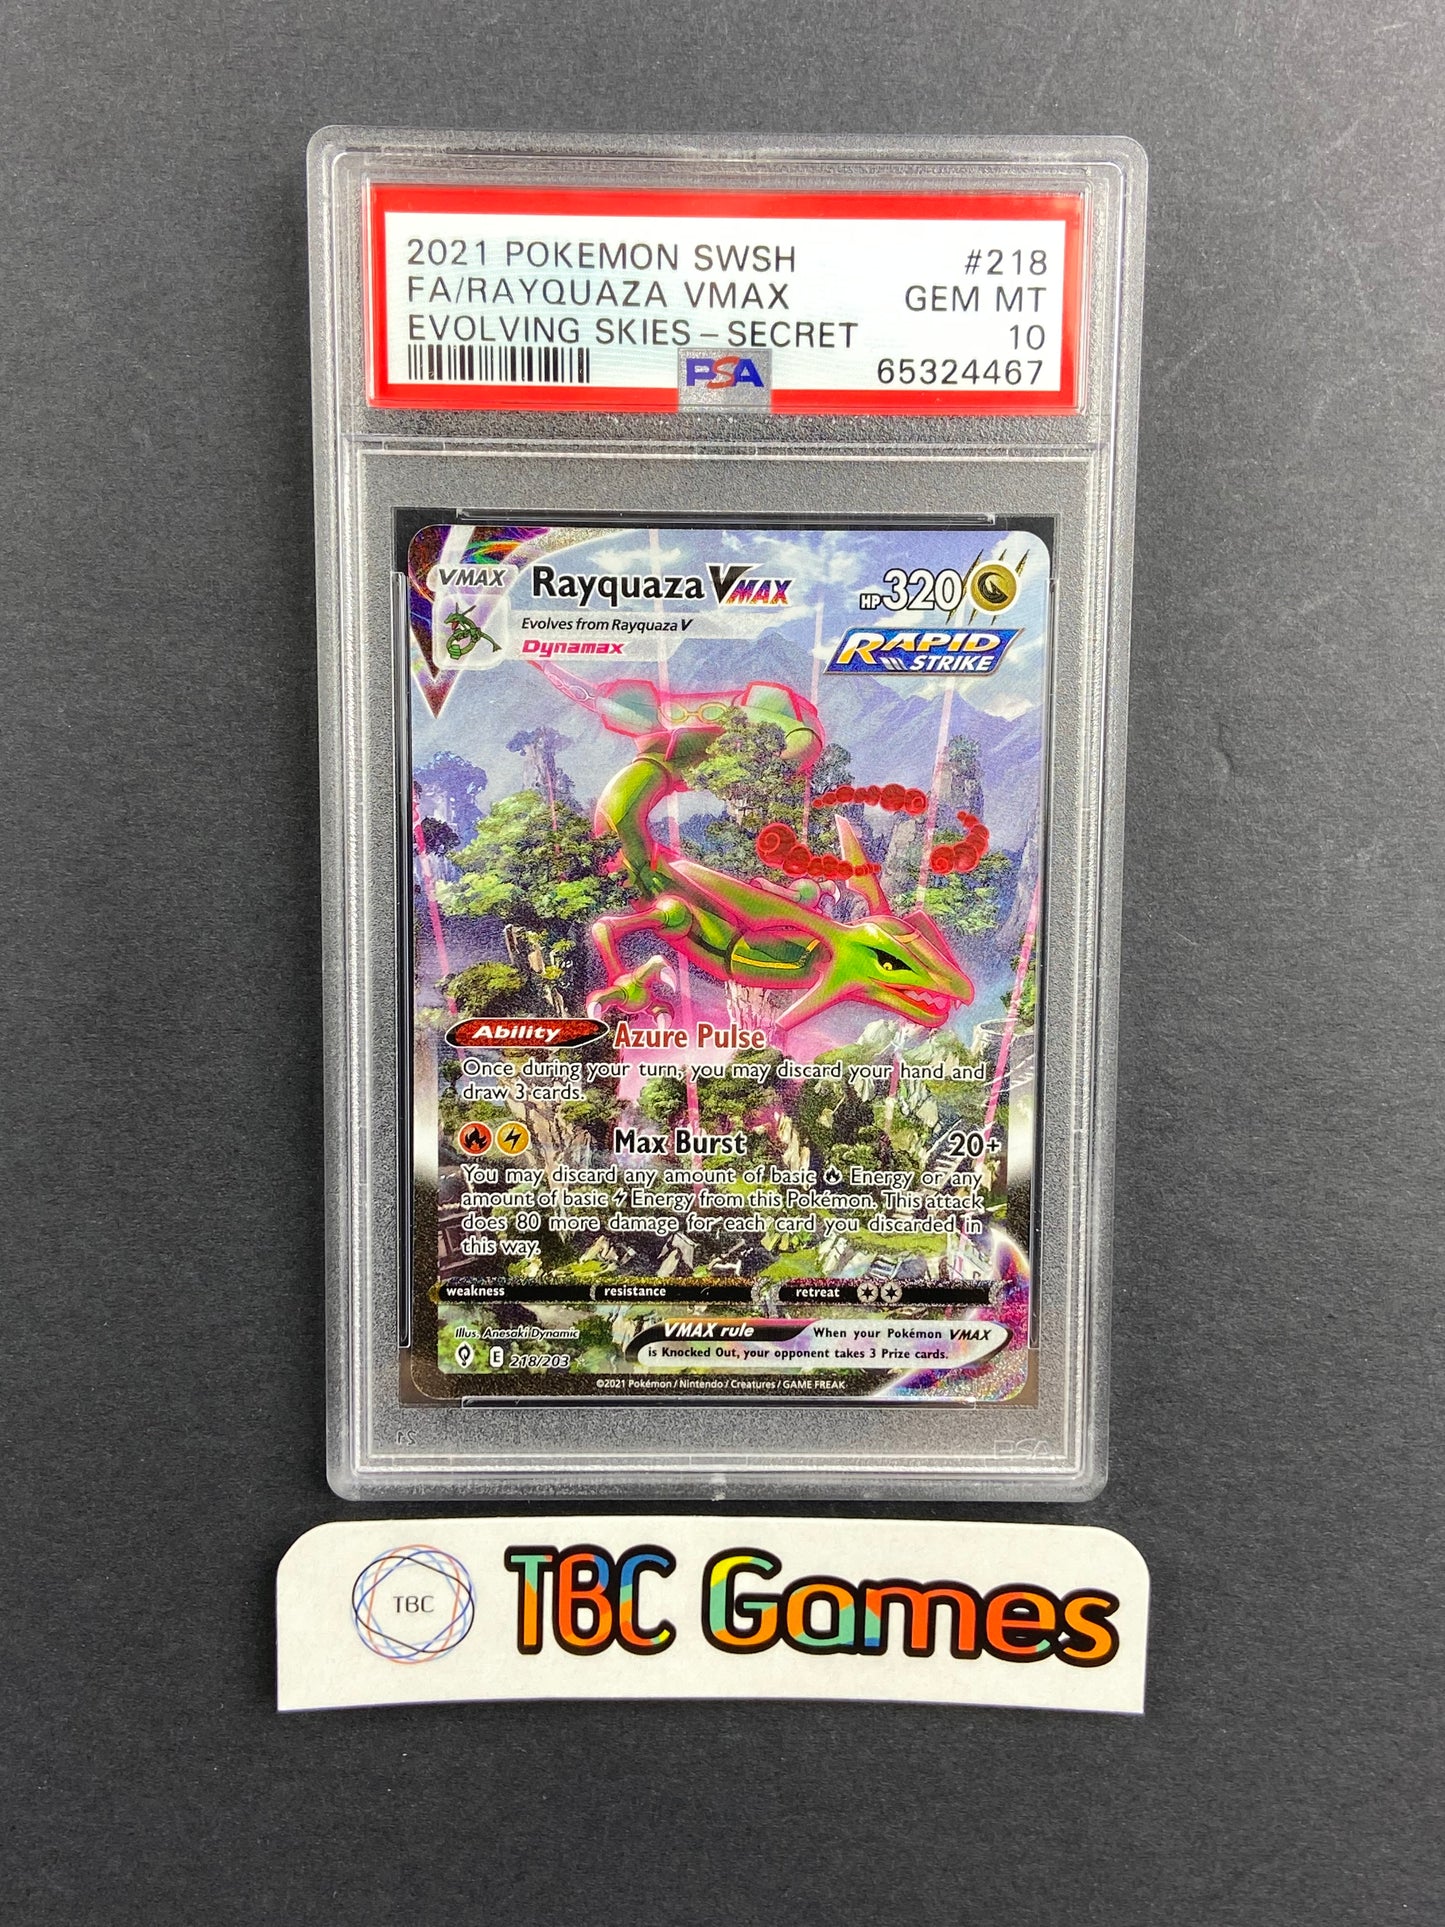 2021 POKEMON SWSH #218
FA/RAYQUAZA VMAX GEM MT
EVOLVING SKIES – SECRET 10
PSA 65324467
VMAX Rayquaza VMAX HP 320
Evolves from Rayquaza V
Dynamax
RAPID STRIKE
Ability Azure Pulse
Once during your turn, you may discard your hand and
draw 3 cards.
Max Burst 20+
You may discard any amount of basic Energy or any
amount of basic Energy from this Pokémon. This attack
does 80 more damage for each card you discarded in
this way.
weakness resistance retreat
Illus. Anesaki Dynamic
VMAX rule When your Pokémon VMAX
is Knocked Out, your opponent takes 3 Prize cards.
E 218/203
©2021 Pokémon / Nintendo / Creatures / GAME FREAK
PSA
TBC TBC Games